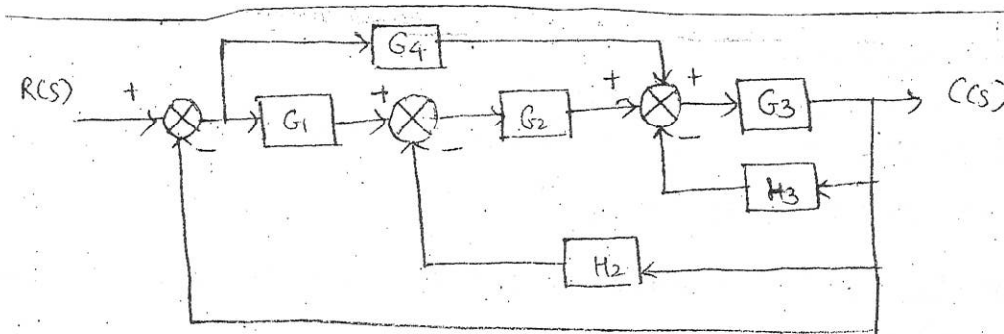 G4
R(S) + + + + C(S)
G1 G2 G3
- - -
H3
H2